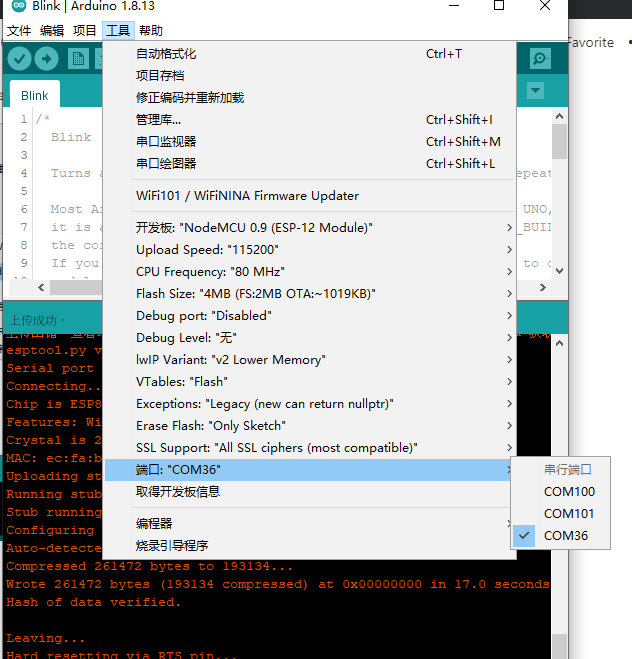 Blink | Arduino 1.8.13
文件 编辑 项目 工具 帮助
Favorite
Blink
自动格式化 Ctrl+T
项目存档
修正编码并重新加载
管理库... Ctrl+Shift+I
串口监视器 Ctrl+Shift+M
串口绘图器 Ctrl+Shift+L
WiFi101 / WiFiNINA Firmware Updater
开发板: "NodeMCU 0.9 (ESP-12 Module)"
Upload Speed: "115200"
CPU Frequency: "80 MHz"
Flash Size: "4MB (FS:2MB OTA:~1019KB)"
Debug port: "Disabled"
Debug Level: "无"
lwIP Variant: "v2 Lower Memory"
VTables: "Flash"
Exceptions: "Legacy (new can return nullptr)"
Erase Flash: "Only Sketch"
SSL Support: "All SSL ciphers (most compatible)"
端口: "COM36"
取得开发板信息
编程器
烧录引导程序
串行端口
COM100
COM101
COM36
1 /*
2 Blink
3
4 Turns a
5
6 Most Ar UNO,
7 it is a _BUI
8 the cor
9 If you to
上传成功。
esptool.py v
Serial port
Connecting..
Chip is ESP8
Features: Wi
Crystal is 2
MAC: ec:fa:b
Uploading st
Running stub
Stub running
Configuring
Auto-detecte
Compressed 261472 bytes to 193134...
Wrote 261472 bytes (193134 compressed) at 0x00000000 in 17.0 seconds
Hash of data verified.
Leaving...
Hard resetting via RTS pin...